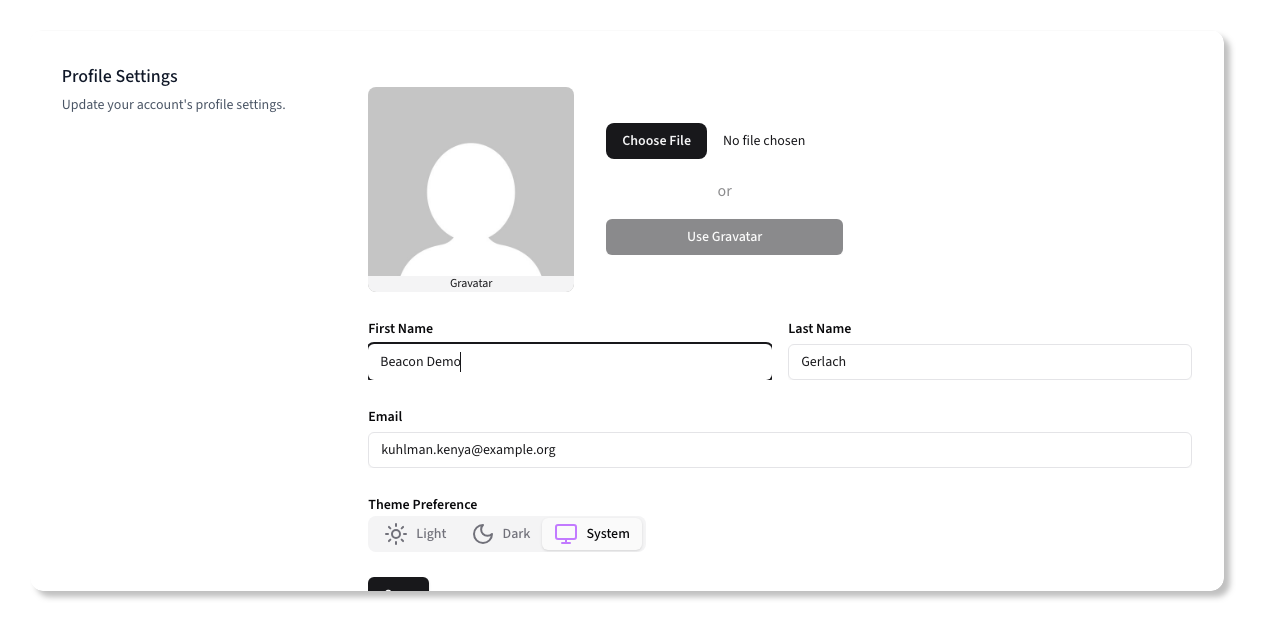 Profile Settings
Update your account's profile settings.
Choose File
No file chosen
or
Use Gravatar
Gravatar
First Name
Last Name
Beacon Demo
Gerlach
Email
kuhlman.kenya@example.org
Theme Preference
Light
Dark
System